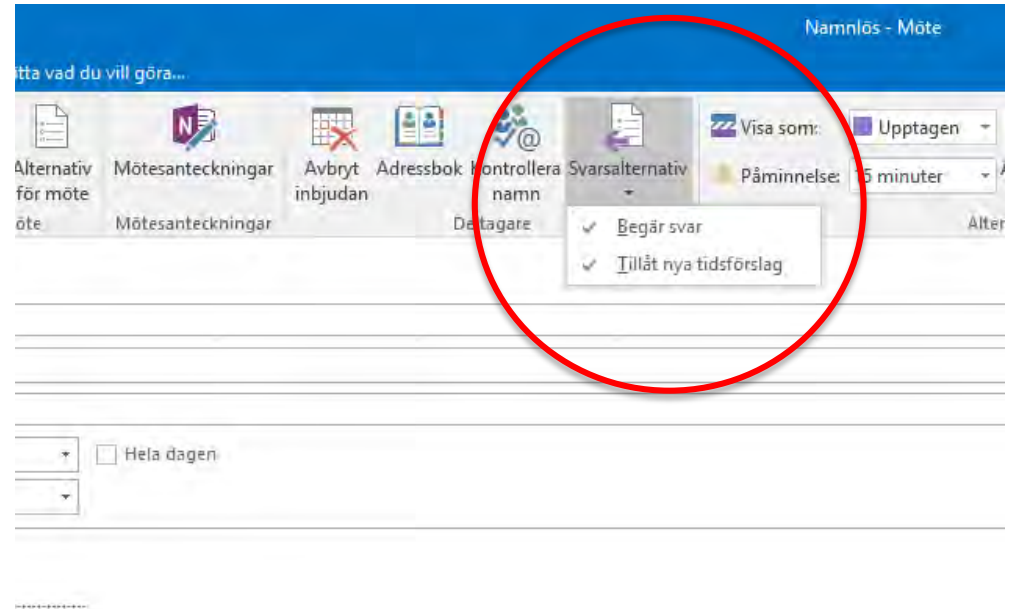 Namnlös - Möte
itta vad du vill göra...
Alternativ för möte
Mötesanteckningar
Avbryt inbjudan
Adressbok
Kontrollera namn
Svarsalternativ
Visa som:
Upptagen
Påminnelse:
15 minuter
öte
Mötesanteckningar
Deltagare
Alter
Begär svar
Tillåt nya tidsförslag
Hela dagen